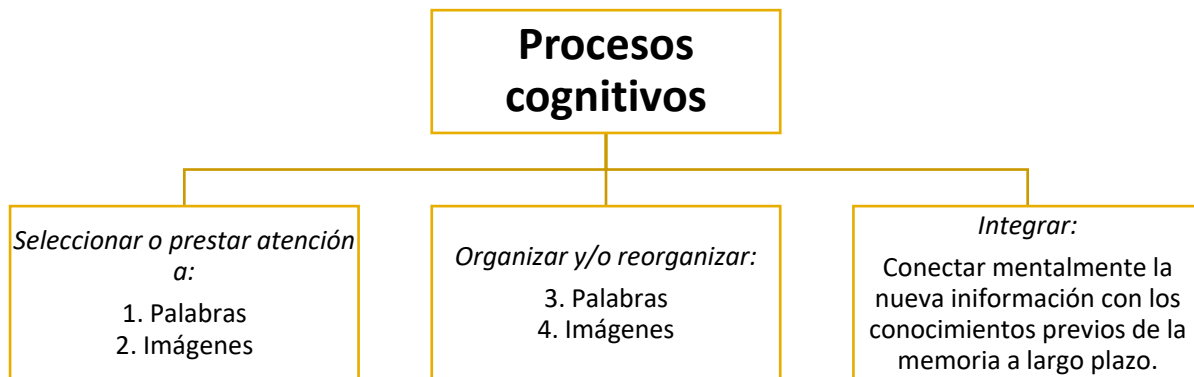 Procesos
cognitivos
Seleccionar o prestar atención
a:
1. Palabras
2. Imágenes
Organizar y/o reorganizar:
3. Palabras
4. Imágenes
Integrar:
Conectar mentalmente la
nueva iniformación con los
conocimientos previos de la
memoria a largo plazo.